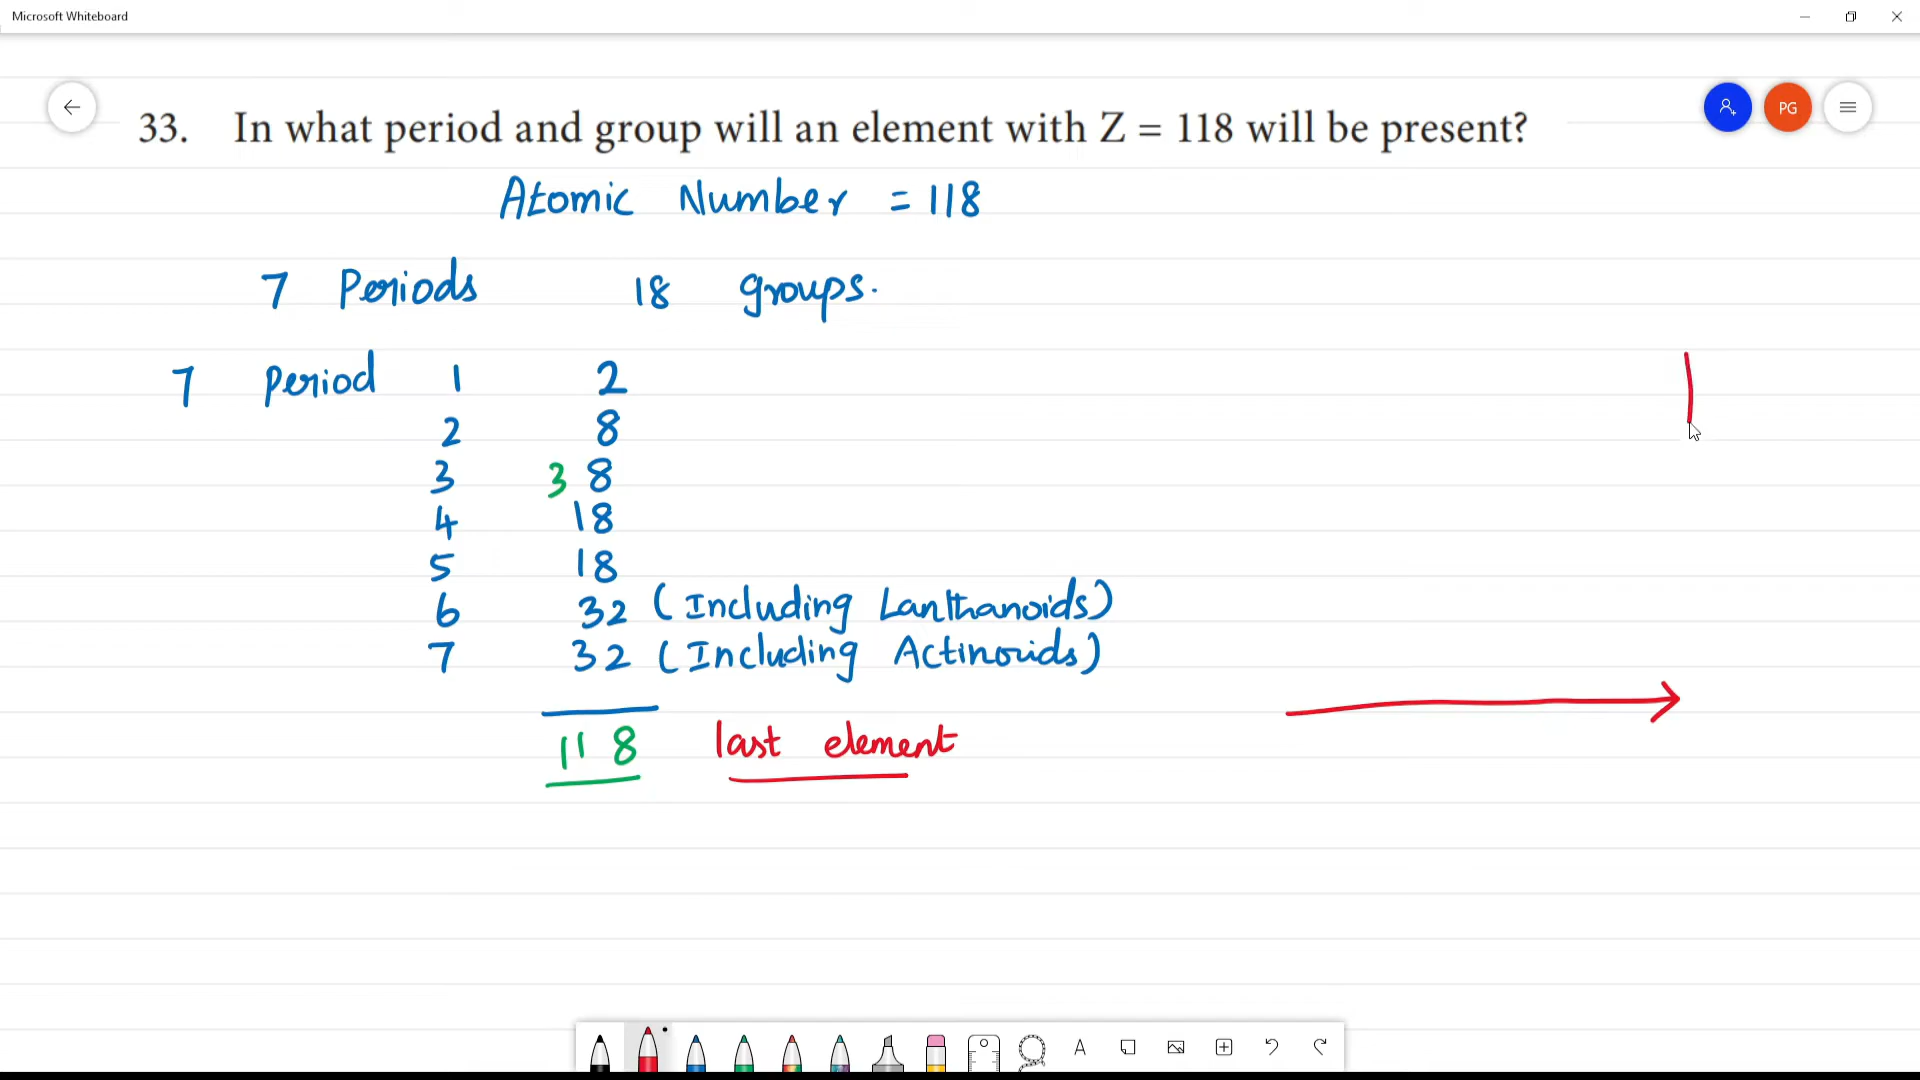 Microsoft Whiteboard
33. In what period and group will an element with Z = 118 will be present?
PG
Atomic Number = 118
7 Periods 18 groups.
7 Period 1 2
2 8
3 3 8
4 18
5 18
6 32 (Including Lanthanoids)
7 32 (Including Actinoids)
118 last element
A